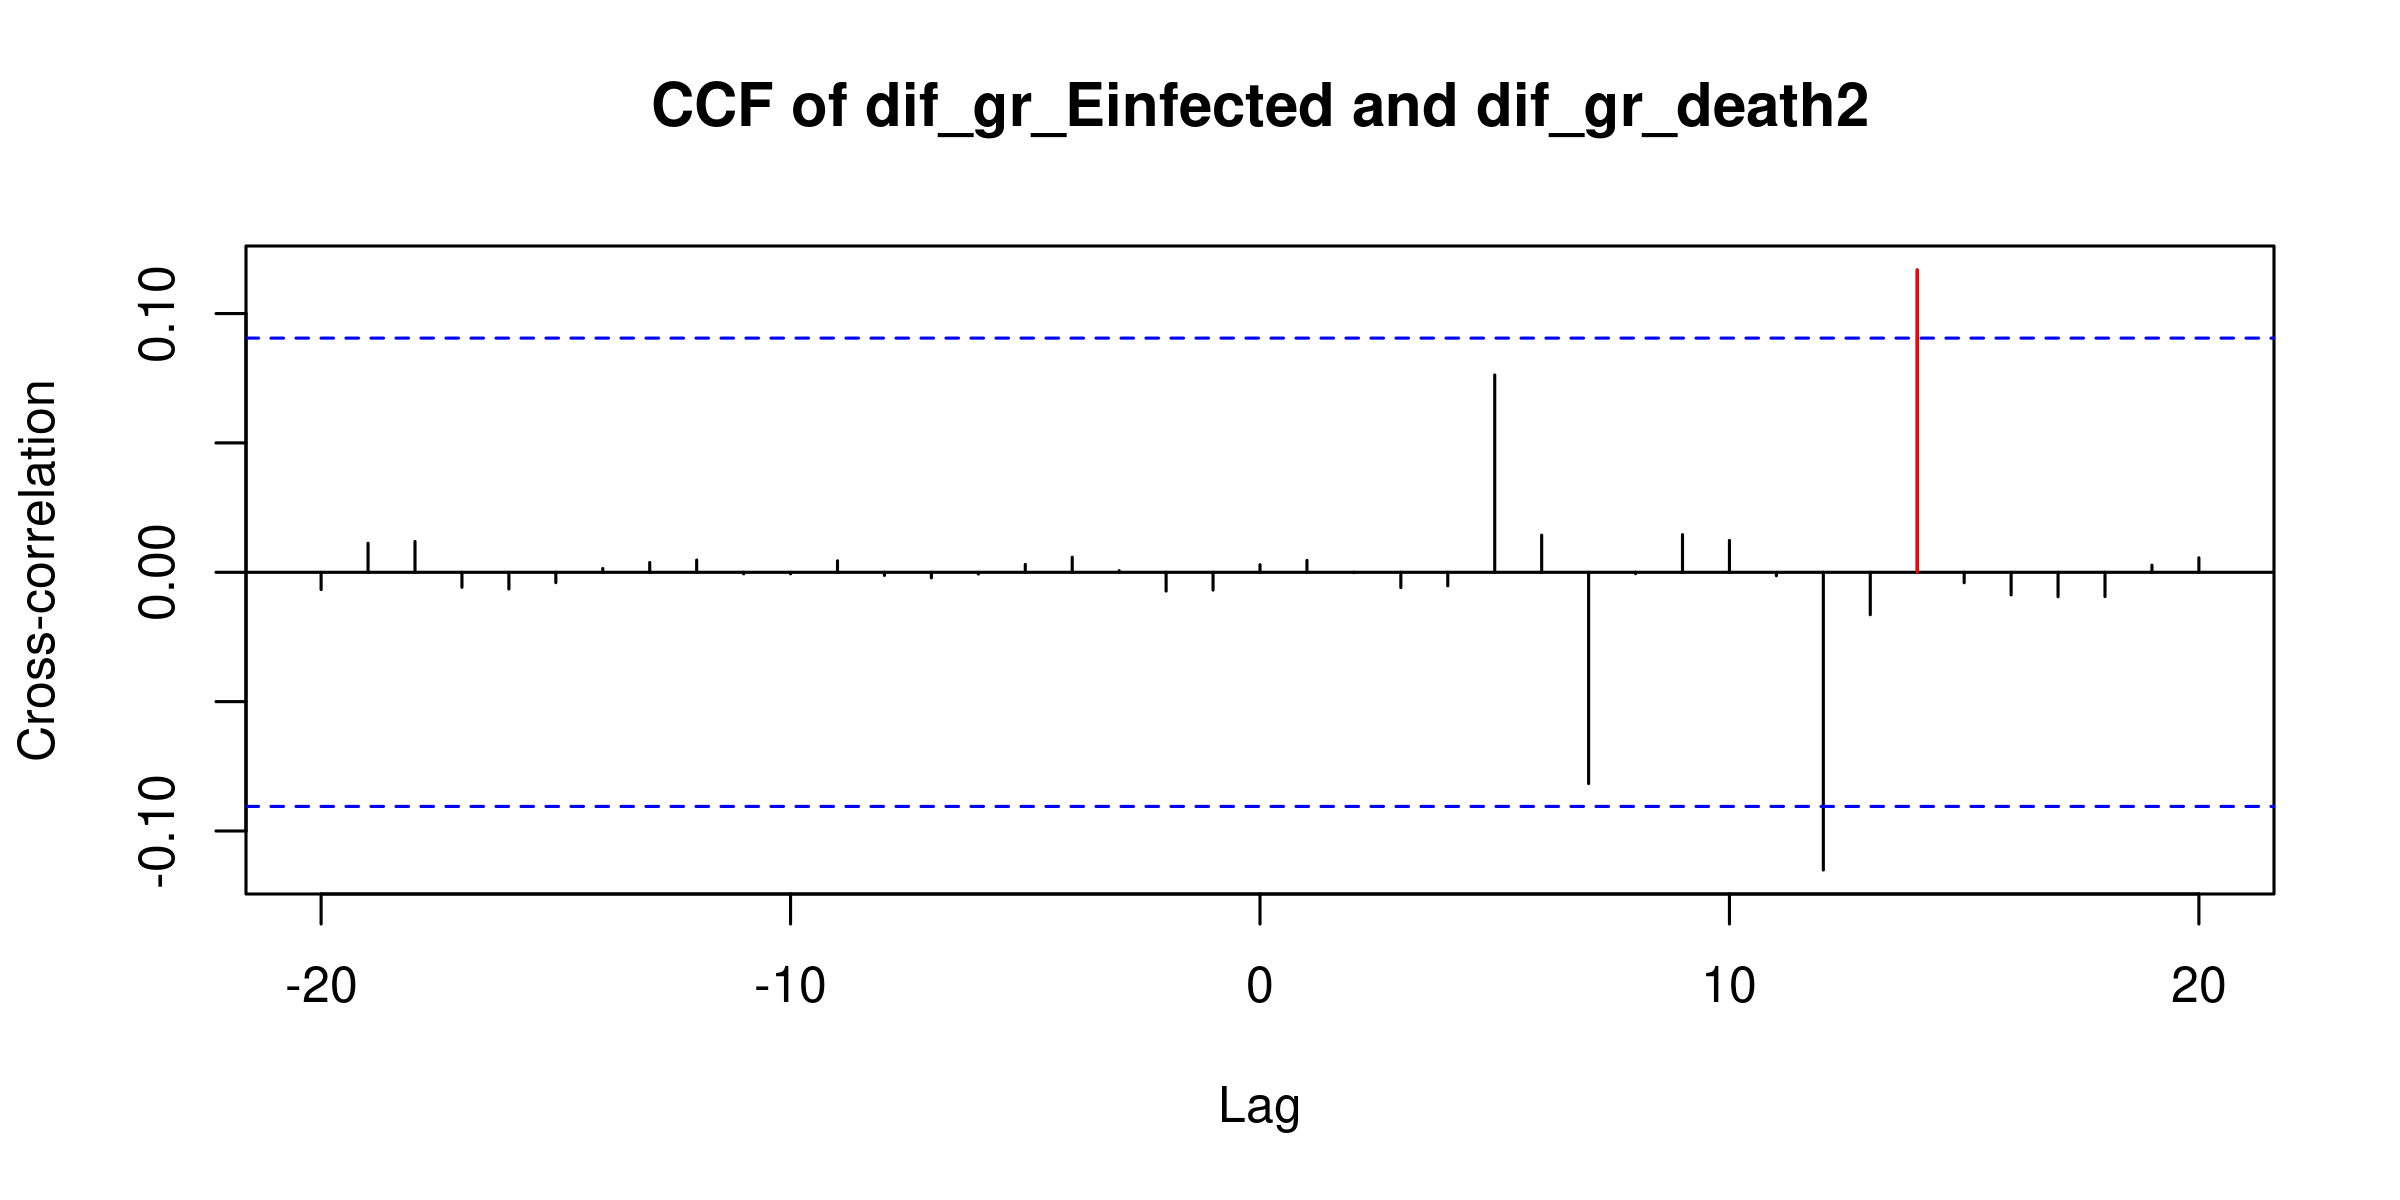 CCF of dif_gr_Einfected and dif_gr_death2
Cross-correlation
0.10
0.00
-0.10
-20
-10
0
10
20
Lag